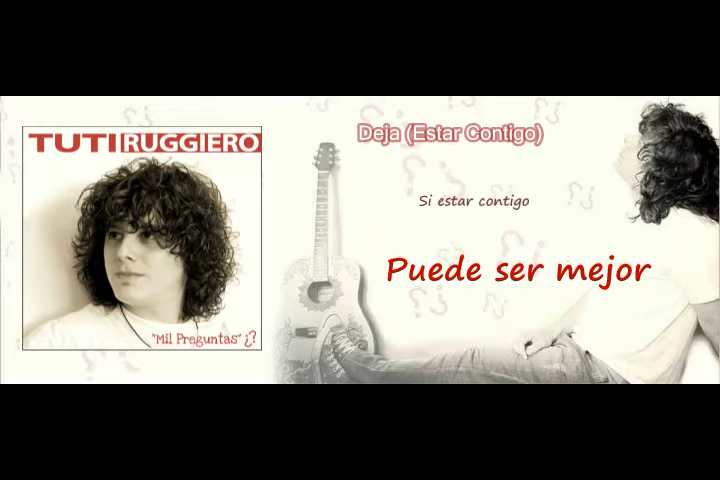 TUTI RUGGIERO
"Mil Preguntas" ¿?
Deja (Estar Contigo)
Si estar contigo
Puede ser mejor